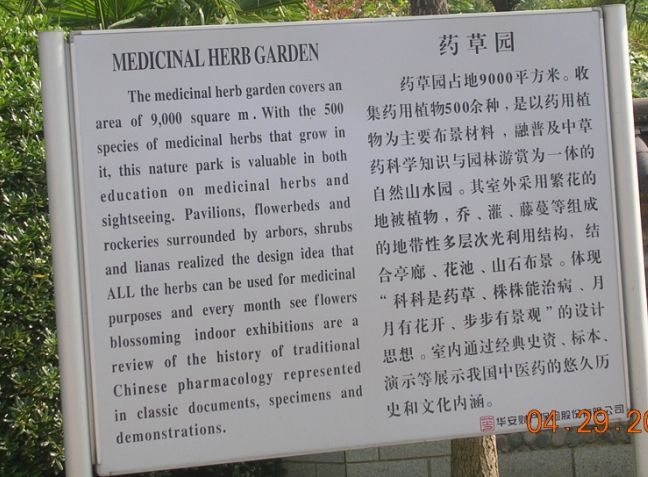 MEDICINAL HERB GARDEN
The medicinal herb garden covers an
area of 9,000 square m. With the 500
species of medicinal herbs that grow in
it, this nature park is valuable in both
education on medicinal herbs and
sightseeing. Pavilions, flowerbeds and
rockeries surrounded by arbors, shrubs
and lianas realized the design idea that
ALL the herbs can be used for medicinal
purposes and every month see flowers
blossoming indoor exhibitions are a
review of the history of traditional
Chinese pharmacology represented
in classic documents, specimens and
demonstrations.
药草园
药草园占地9000平方米。收
集药用植物500余种，是以药用植
物为主要布景材料，融普及中草
药科学知识与园林游赏为一体的
自然山水园。其室外采用繁花的
地被植物，乔、灌、藤蔓等组成
的地带性多层次光利用结构，结
合亭廊、花池、山石布景。体现
“科科是药草、株株能治病、月
月有花开、步步有景观”的设计
思想。室内通过经典史资、标本、
演示等展示我国中医药的悠久历
史和文化内涵。
华安财 股份 公司
04.29.20